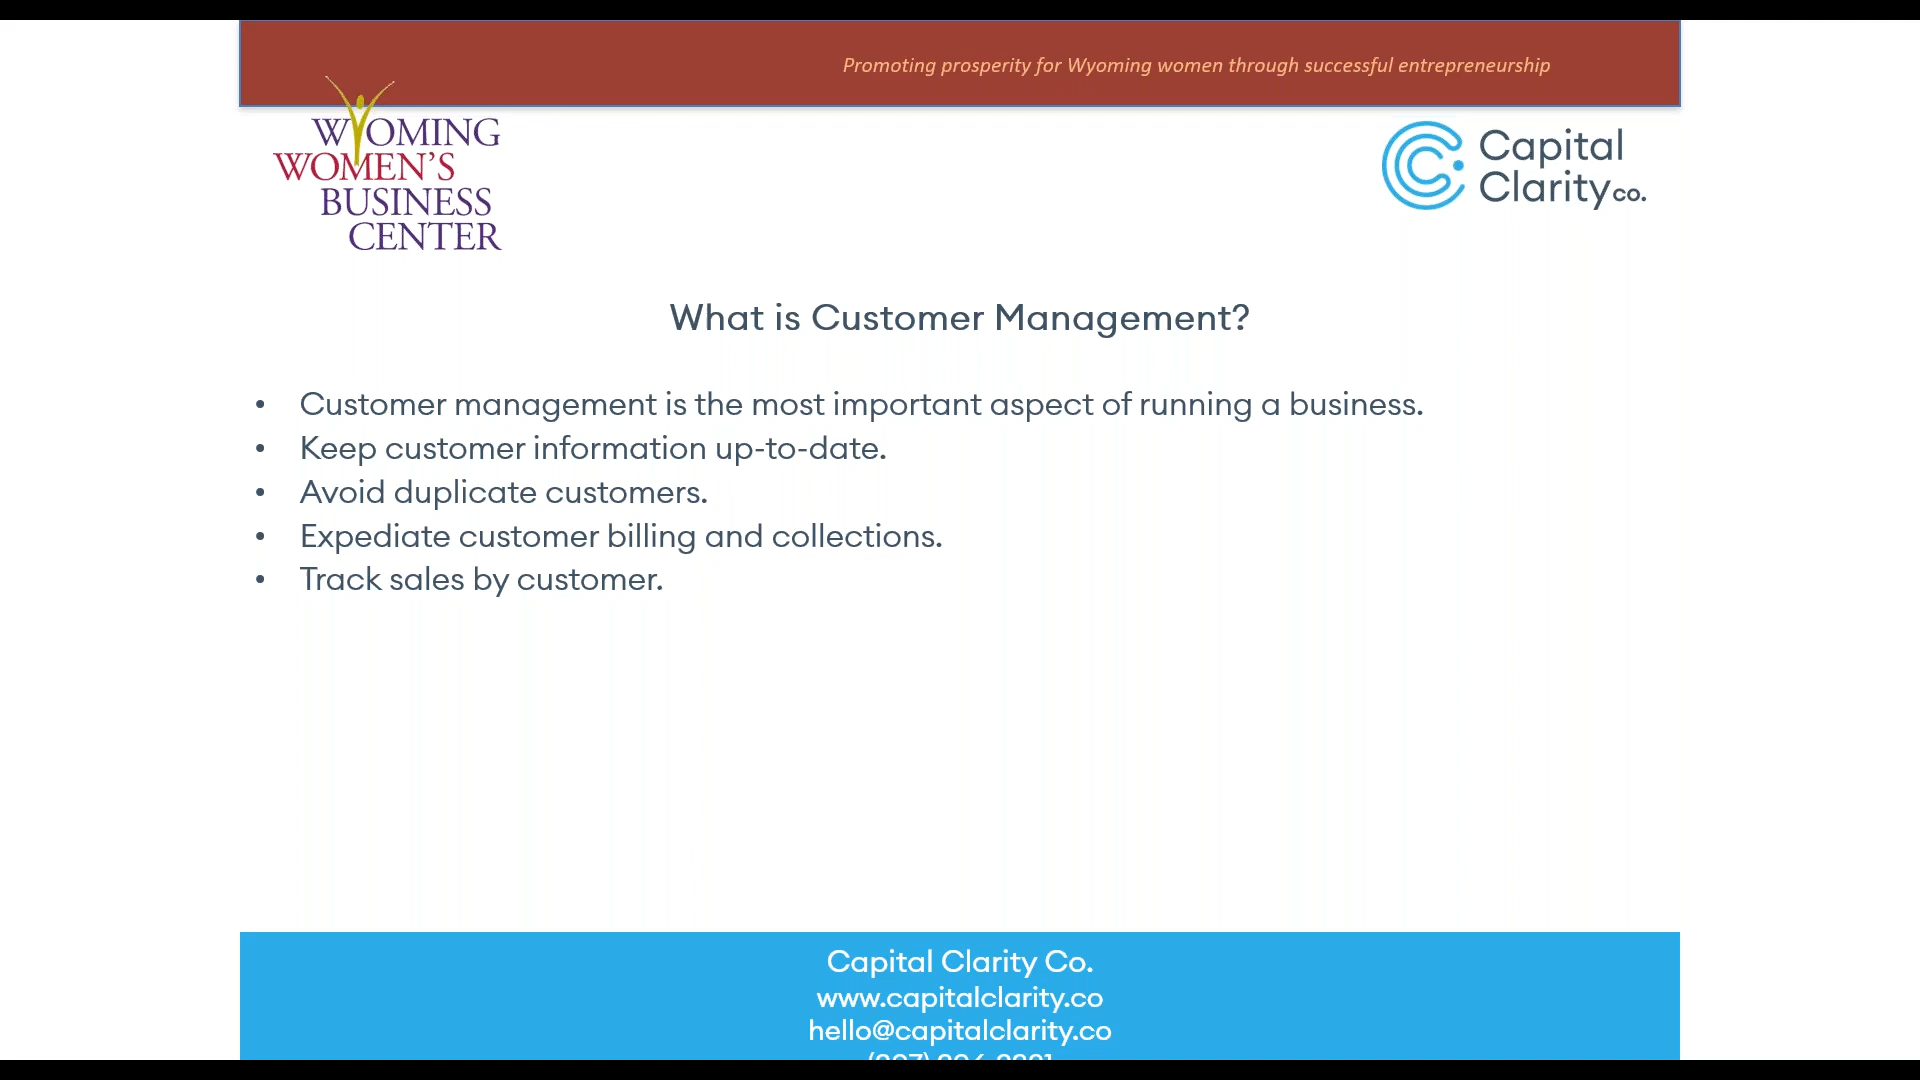 Promoting prosperity for Wyoming women through successful entrepreneurship
WYOMING
WOMEN'S
BUSINESS
CENTER
Capital
Clarity co.
What is Customer Management?
• Customer management is the most important aspect of running a business.
• Keep customer information up-to-date.
• Avoid duplicate customers.
• Expediate customer billing and collections.
• Track sales by customer.
Capital Clarity Co.
www.capitalclarity.co
hello@capitalclarity.co